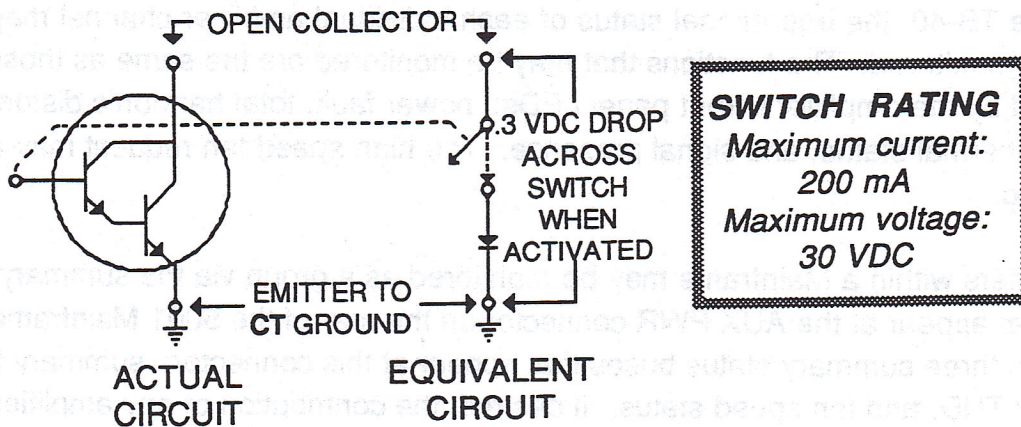 OPEN COLLECTOR
.3 VDC DROP
ACROSS
SWITCH
WHEN
ACTIVATED
EMITTER TO
CT GROUND
ACTUAL
CIRCUIT
EQUIVALENT
CIRCUIT
SWITCH RATING
Maximum current:
200 mA
Maximum voltage:
30 VDC